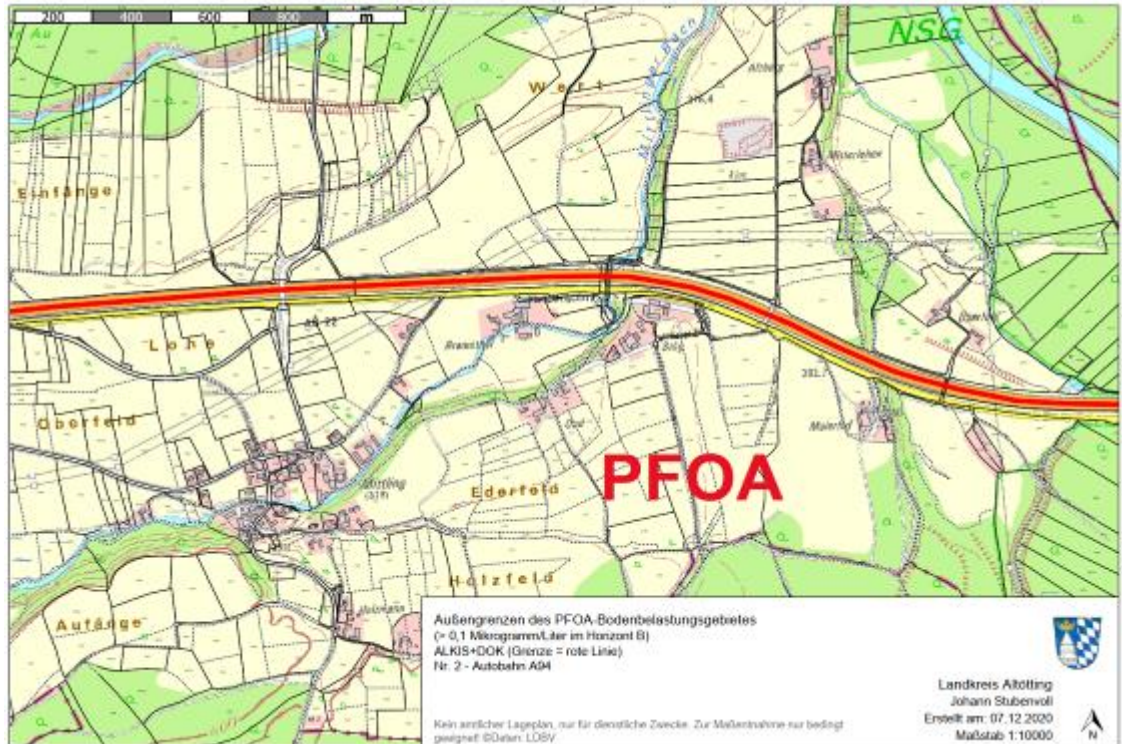 200 400 600 800 m
NSG
Wert
Einfänge
Lohe
Oberfeld
Ederfeld
PFOA
Holzfeld
Aufänge
Außengrenzen des PFOA-Bodenbelastungsgebietes
(> 0,1 Mikrogramm/Liter im Horizont B)
ALKIS+DOK (Grenze = rote Linie)
Nr. 2 - Autobahn A94
Landkreis Altötting
Johann Stubenvoll
Erstellt am: 07.12.2020
Maßstab 1:10000
N
Kein amtlicher Lageplan, nur für dienstliche Zwecke. Zur Maßentnahme nur bedingt
geeignet! ©Daten: LDBV